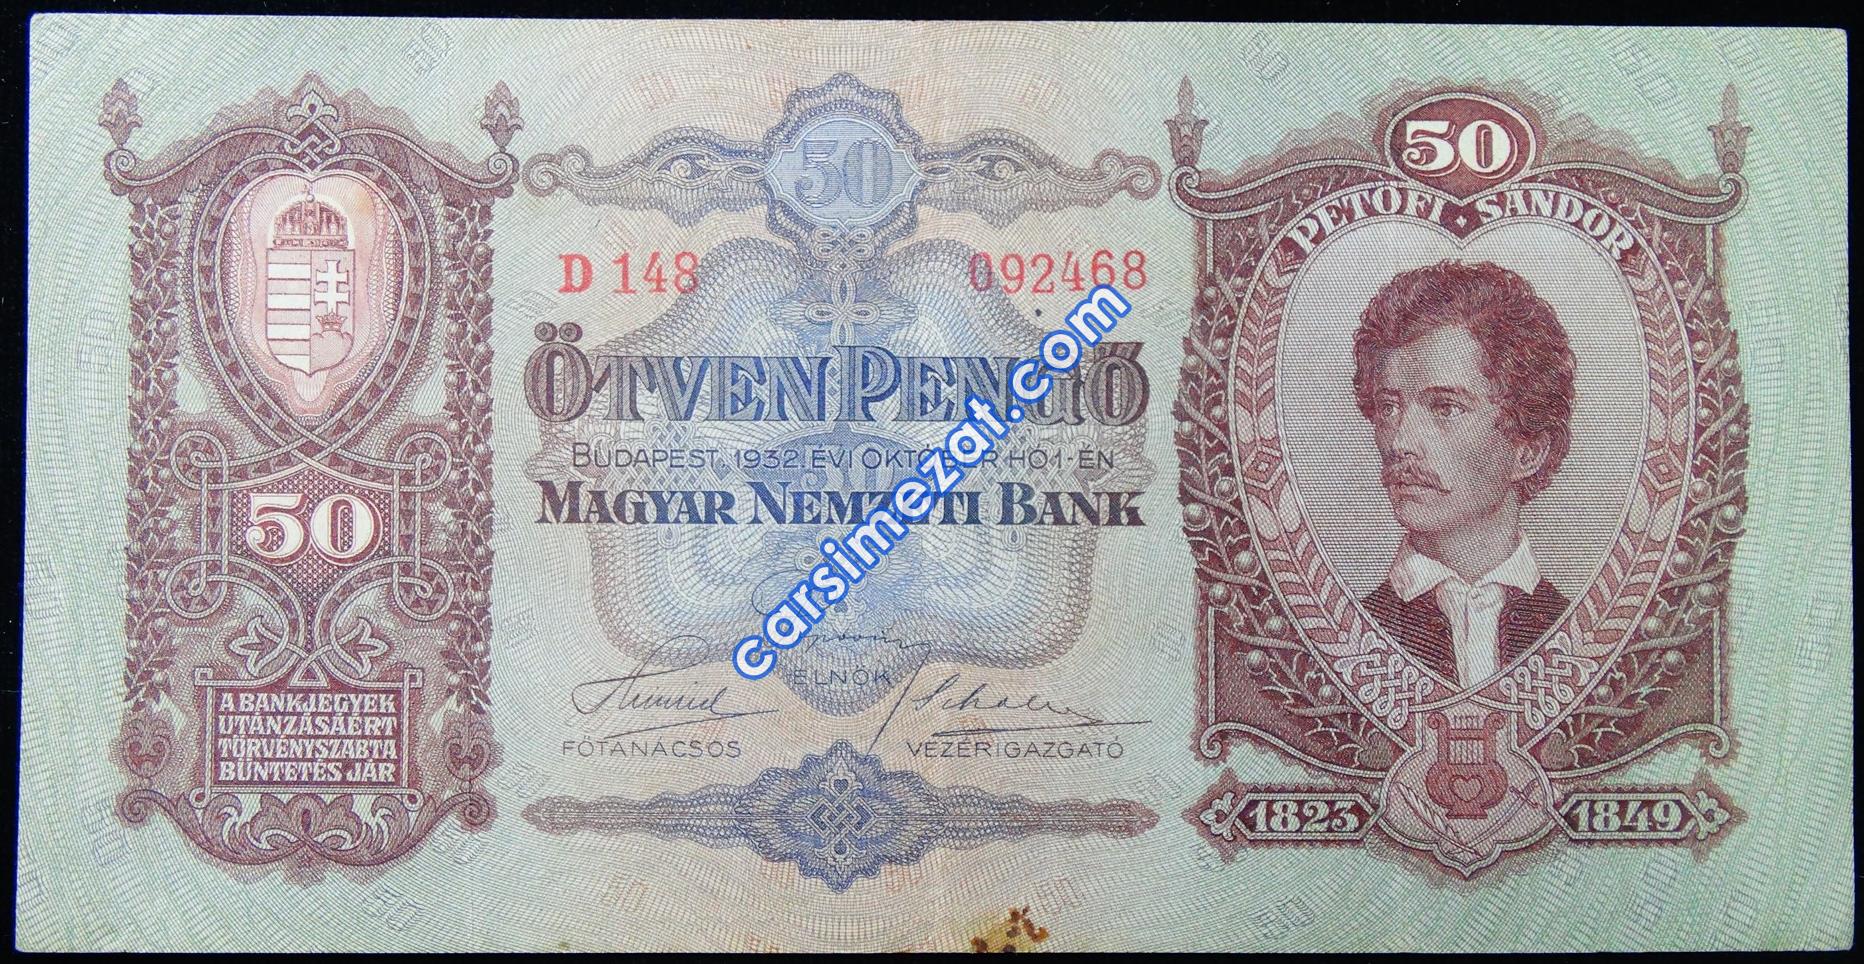 50
50
PETŐFI · SÁNDOR
D 148
092468
ÖTVEN PENGŐ
BUDAPEST, 1932. ÉVI OKTÓBER HÓ 1-ÉN
MAGYAR NEMZETI BANK
50
ELNÖK
FŐTANÁCSOS
VEZÉRIGAZGATÓ
A BANKJEGYEK
UTÁNZÁSÁÉRT
TÖRVÉNYSZABTA
BÜNTETÉS JÁR
1823
1849
carsimezat.com